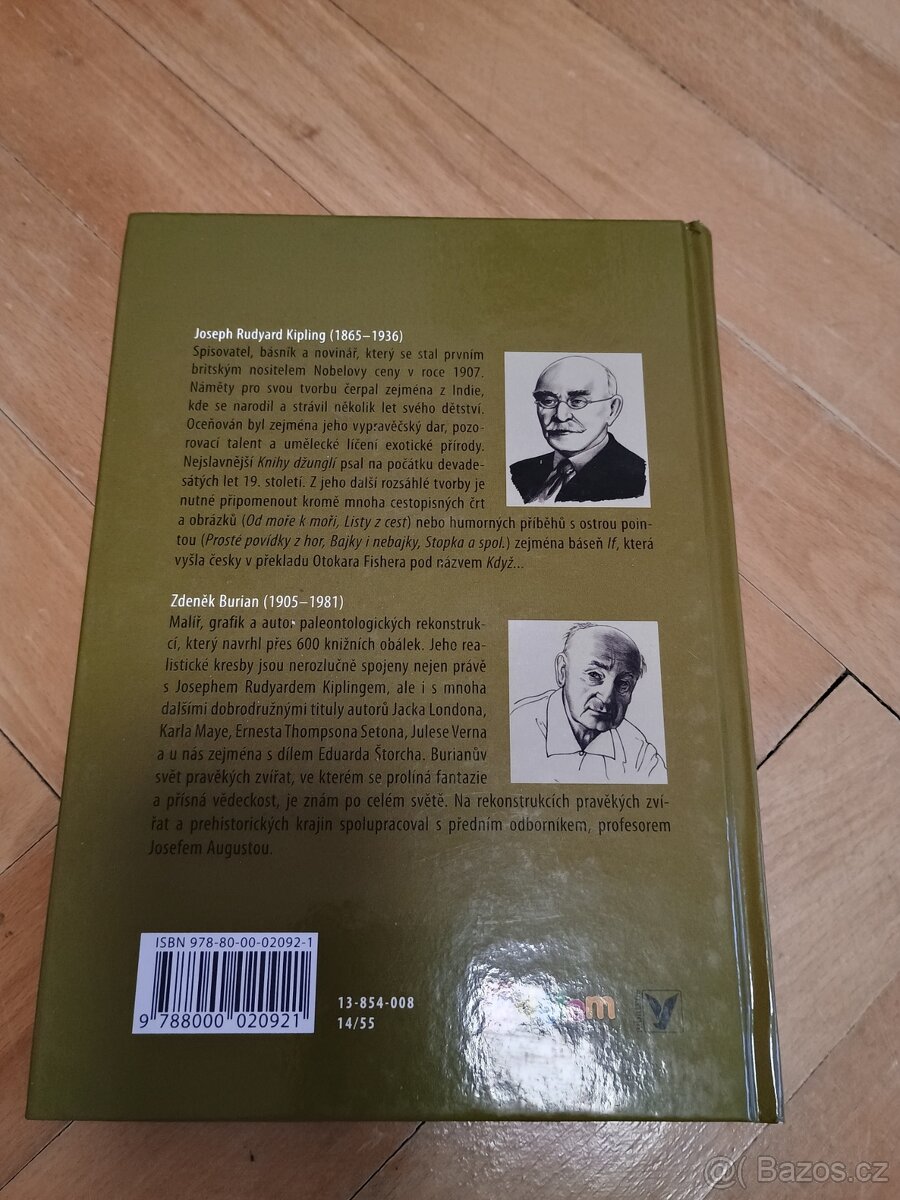 Joseph Rudyard Kipling (1865–1936)
Spisovatel, básník a novinář, který se stal prvním
britským nositelem Nobelovy ceny v roce 1907.
Náměty pro svou tvorbu čerpal zejména z Indie,
kde se narodil a strávil několik let svého dětství.
Oceňován byl zejména jeho vypravěčský dar, pozo-
rovací talent a umělecké líčení exotické přírody.
Nejslavnější Knihy džunglí psal na počátku devade-
sátých let 19. století. Z jeho další rozsáhlé tvorby je
nutné připomenout kromě mnoha cestopisných črt
a obrázků (Od moře k moři, Listy z cest) nebo humorných příběhů s ostrou poin-
tou (Prosté povídky z hor, Bajky i nebajky, Stopka a spol.) zejména báseň If, která
vyšla česky v překladu Otokara Fishera pod názvem Když...
Zdeněk Burian (1905–1981)
Malíř, grafik a autor paleontologických rekonstruk-
cí, který navrhl přes 600 knižních obálek. Jeho rea-
listické kresby jsou nerozlučně spojeny nejen právě
s Josephem Rudyardem Kiplingem, ale i s mnoha
dalšími dobrodružnými tituly autorů Jacka Londona,
Karla Maye, Ernesta Thompsona Setona, Julese Verna
a u nás zejména s dílem Eduarda Štorcha. Burianův
svět pravěkých zvířat, ve kterém se prolíná fantazie
a přísná vědeckost, je znám po celém světě. Na rekonstrukcích pravěkých zví-
řat a prehistorických krajin spolupracoval s předním odborníkem, profesorem
Josefem Augustou.
ISBN 978-80-00-02092-1
9 788000 020921
13-854-008
14/55
@ Bazos.cz